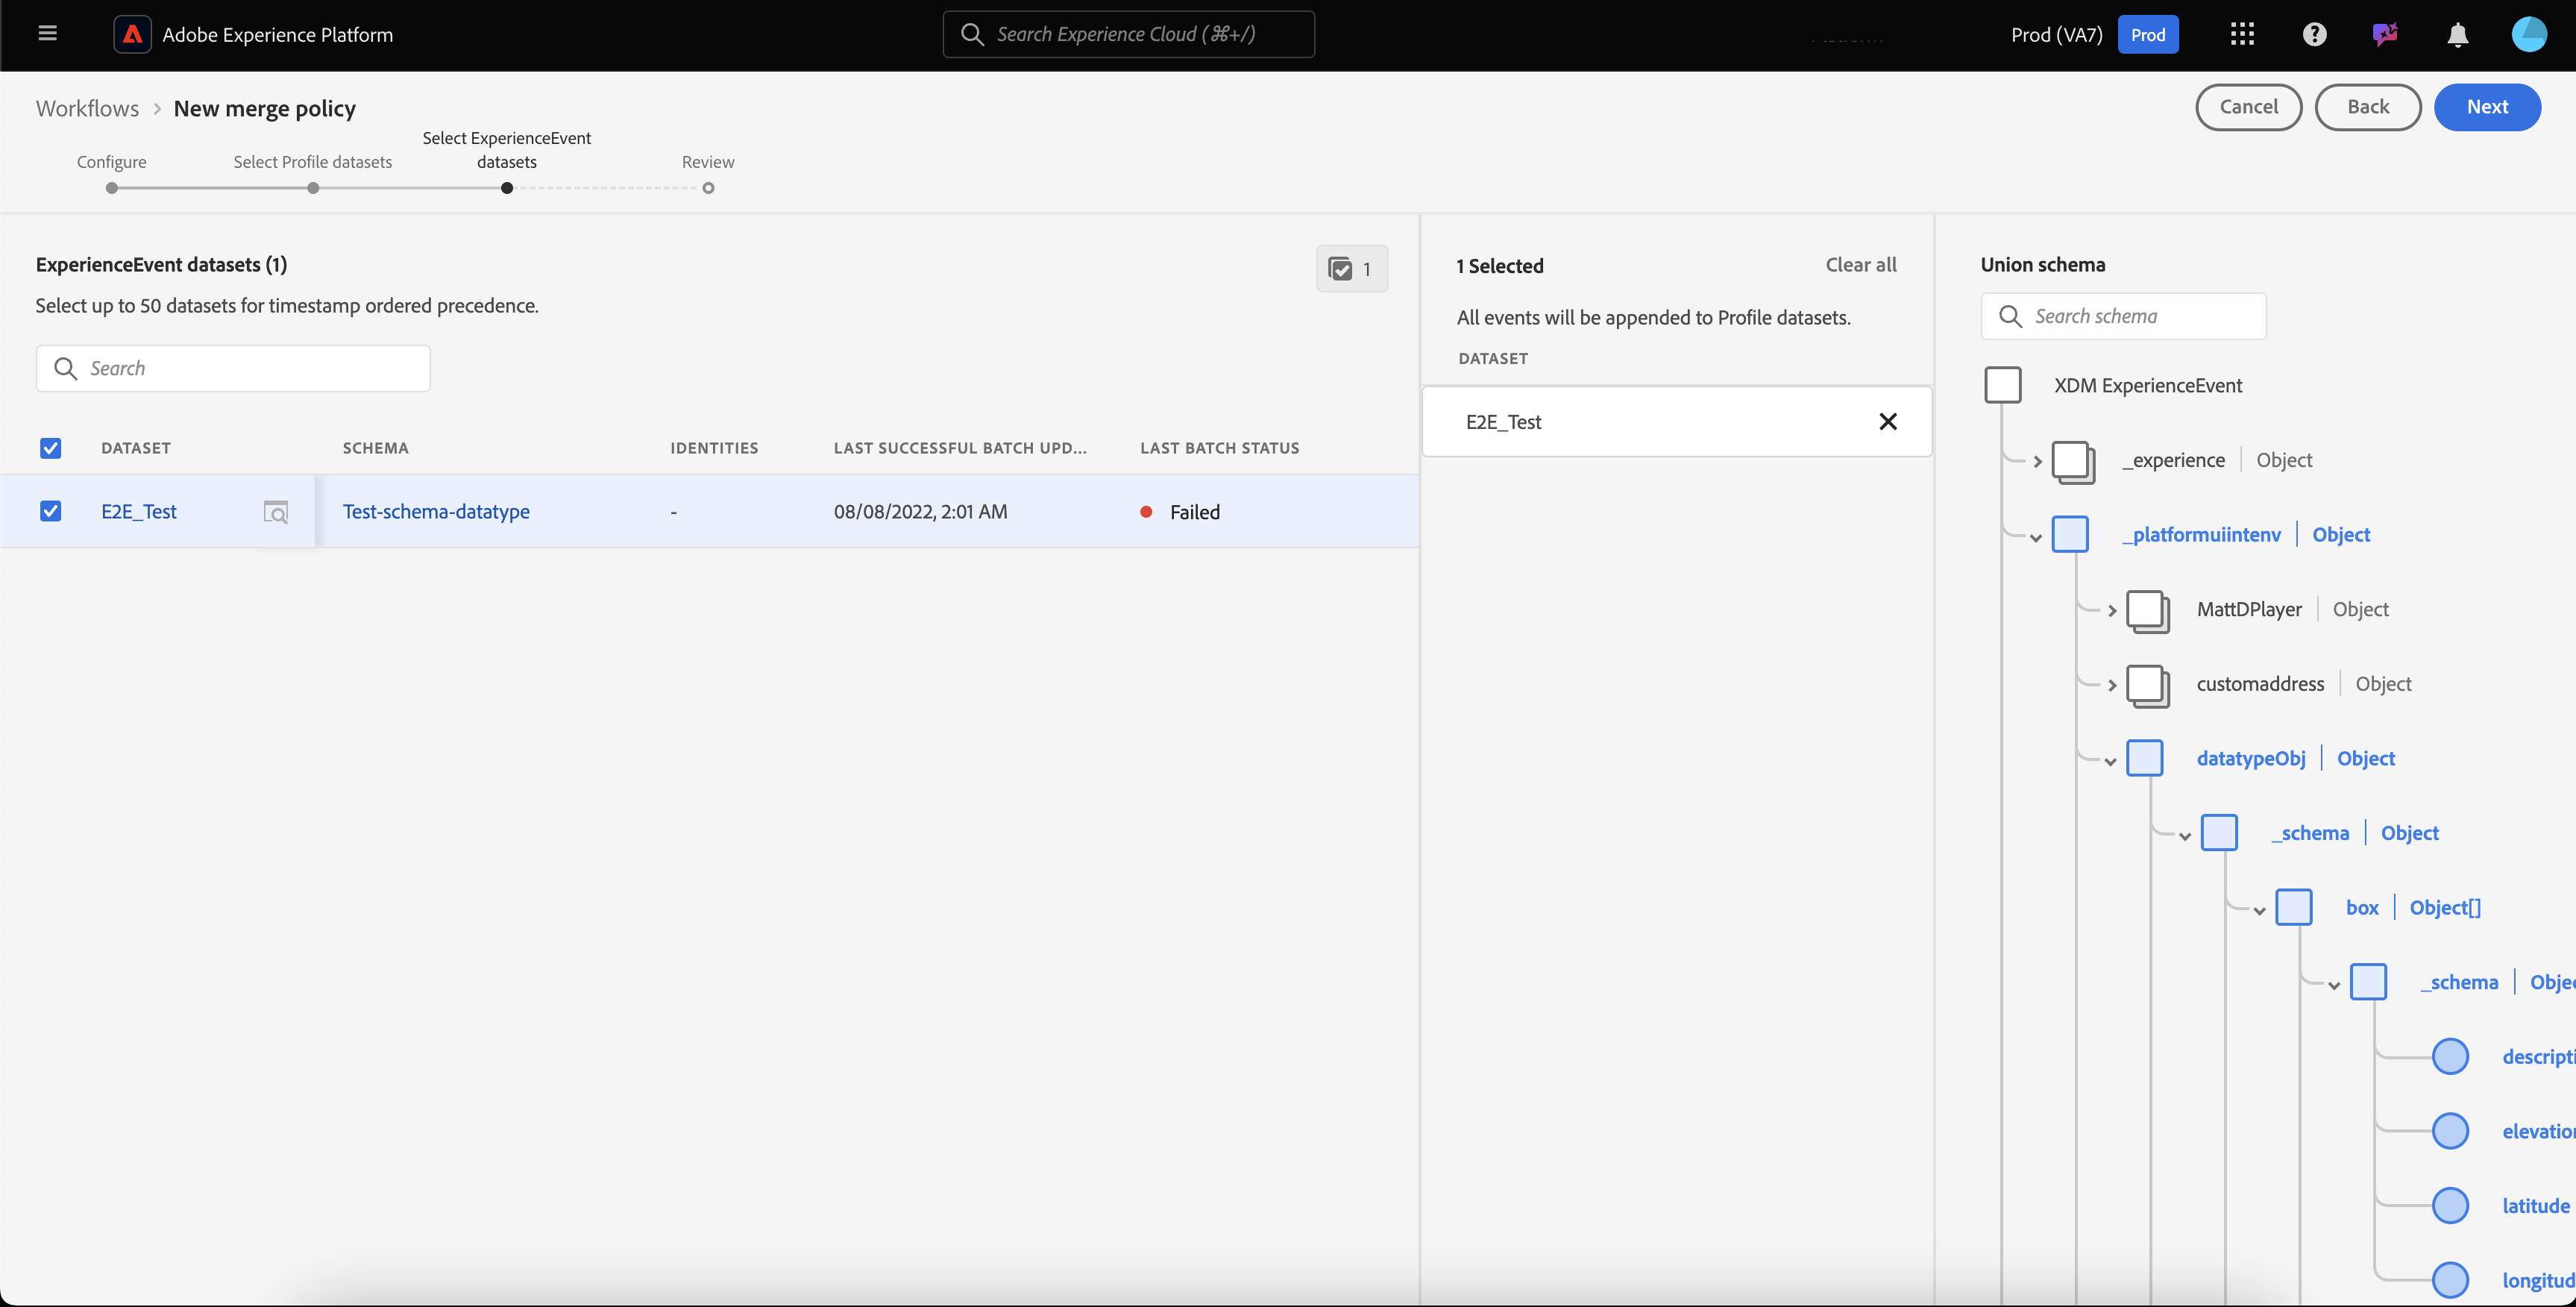 Adobe Experience Platform
Search Experience Cloud (⌘+/)
Prod (VA7)
Prod
Workflows
New merge policy
Cancel
Back
Next
Configure
Select Profile datasets
Select ExperienceEvent
datasets
Review
ExperienceEvent datasets (1)
1
Select up to 50 datasets for timestamp ordered precedence.
Search
DATASET SCHEMA IDENTITIES LAST SUCCESSFUL BATCH UPD... LAST BATCH STATUS
E2E_Test Test-schema-datatype - 08/08/2022, 2:01 AM Failed
1 Selected
Clear all
All events will be appended to Profile datasets.
DATASET
E2E_Test
Union schema
Search schema
XDM ExperienceEvent
_experience | Object
_platformuiintenv | Object
MattDPlayer | Object
customaddress | Object
datatypeObj | Object
_schema | Object
box | Object[]
_schema | Objec
descripti
elevation
latitude
longitud